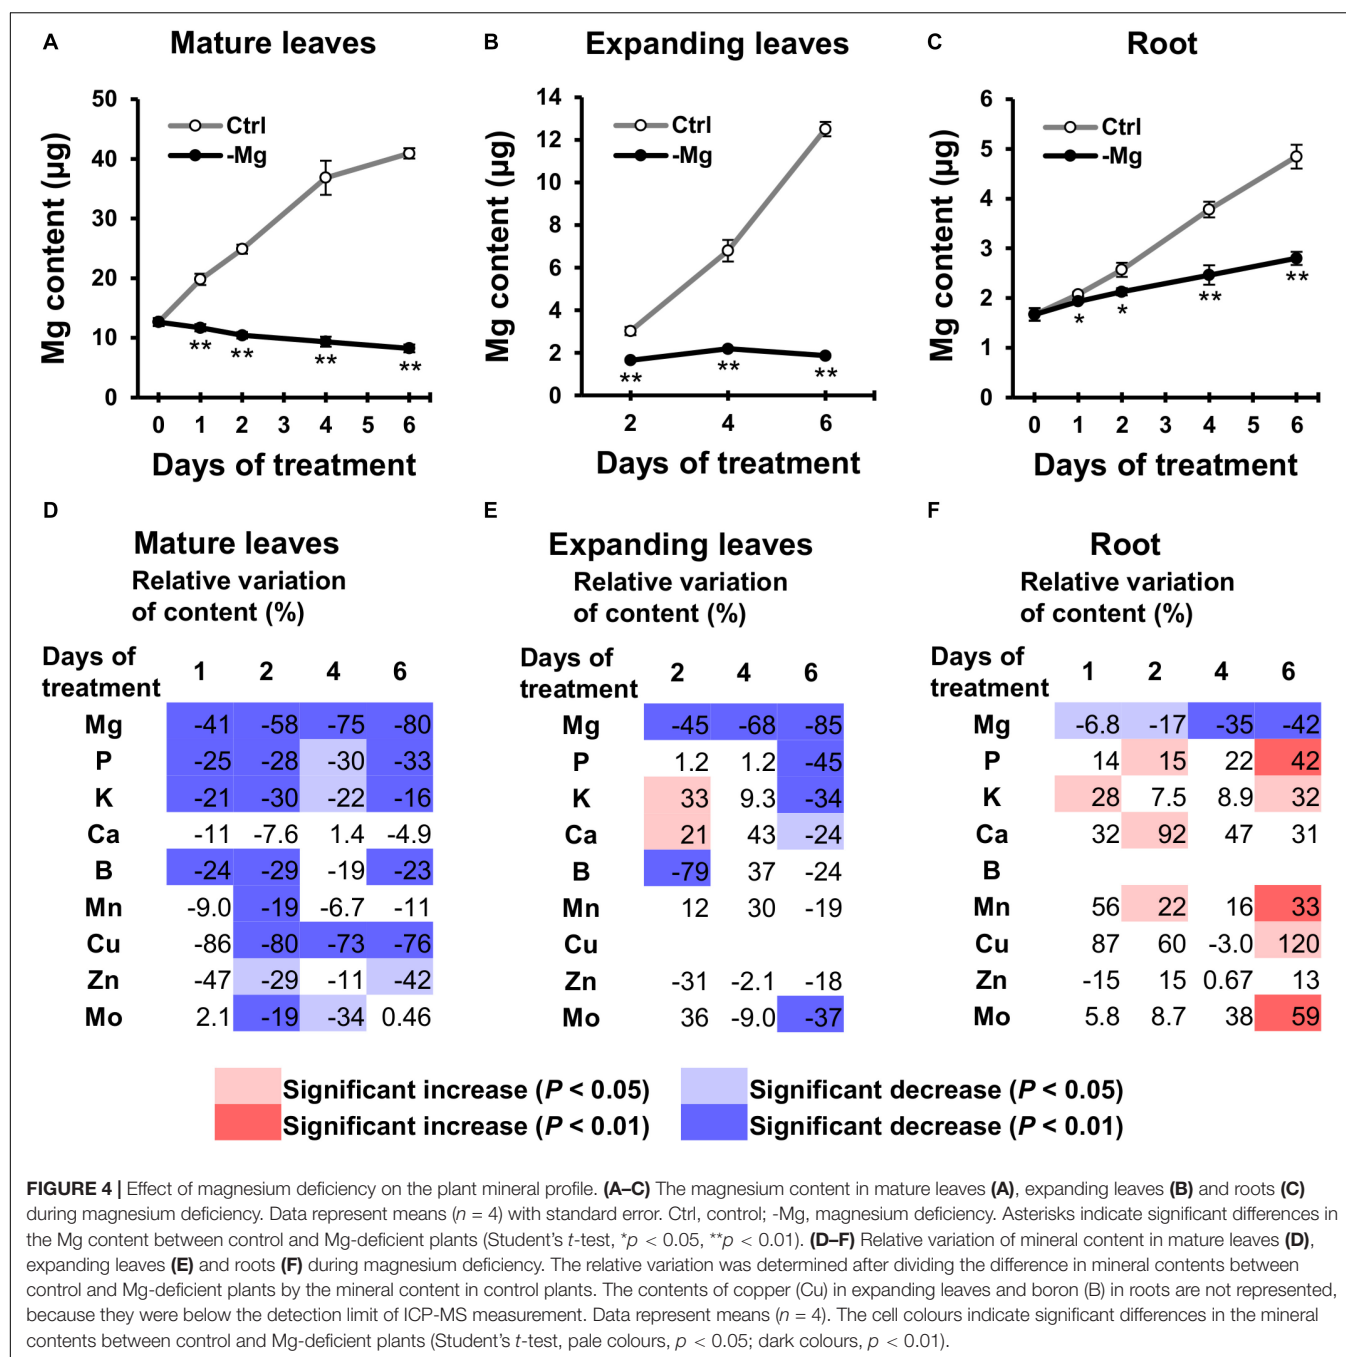 A Mature leaves
B Expanding leaves
C Root
Mg content (µg)
50
40
30
20
10
0
Ctrl
-Mg
**
**
**
**
0 1 2 3 4 5 6
Days of treatment
Mg content (µg)
14
12
10
8
6
4
2
0
Ctrl
-Mg
**
**
**
2 4 6
Days of treatment
Mg content (µg)
6
5
4
3
2
1
0
Ctrl
-Mg
*
*
**
**
0 1 2 3 4 5 6
Days of treatment
D
Mature leaves
Relative variation
of content (%)
Days of
treatment
1 2 4 6
Mg -41 -58 -75 -80
P -25 -28 -30 -33
K -21 -30 -22 -16
Ca -11 -7.6 1.4 -4.9
B -24 -29 -19 -23
Mn -9.0 -19 -6.7 -11
Cu -86 -80 -73 -76
Zn -47 -29 -11 -42
Mo 2.1 -19 -34 0.46
E
Expanding leaves
Relative variation
of content (%)
Days of
treatment
2 4 6
Mg -45 -68 -85
P 1.2 1.2 -45
K 33 9.3 -34
Ca 21 43 -24
B -79 37 -24
Mn 12 30 -19
Cu
Zn -31 -2.1 -18
Mo 36 -9.0 -37
F
Root
Relative variation
of content (%)
Days of
treatment
1 2 4 6
Mg -6.8 -17 -35 -42
P 14 15 22 42
K 28 7.5 8.9 32
Ca 32 92 47 31
B
Mn 56 22 16 33
Cu 87 60 -3.0 120
Zn -15 15 0.67 13
Mo 5.8 8.7 38 59
Significant increase (P < 0.05)
Significant decrease (P < 0.05)
Significant increase (P < 0.01)
Significant decrease (P < 0.01)
FIGURE 4 | Effect of magnesium deficiency on the plant mineral profile. (A–C) The magnesium content in mature leaves (A), expanding leaves (B) and roots (C)
during magnesium deficiency. Data represent means (n = 4) with standard error. Ctrl, control; -Mg, magnesium deficiency. Asterisks indicate significant differences in
the Mg content between control and Mg-deficient plants (Student's t-test, *p < 0.05, **p < 0.01). (D–F) Relative variation of mineral content in mature leaves (D),
expanding leaves (E) and roots (F) during magnesium deficiency. The relative variation was determined after dividing the difference in mineral contents between
control and Mg-deficient plants by the mineral content in control plants. The contents of copper (Cu) in expanding leaves and boron (B) in roots are not represented,
because they were below the detection limit of ICP-MS measurement. Data represent means (n = 4). The cell colours indicate significant differences in the mineral
contents between control and Mg-deficient plants (Student's t-test, pale colours, p < 0.05; dark colours, p < 0.01).